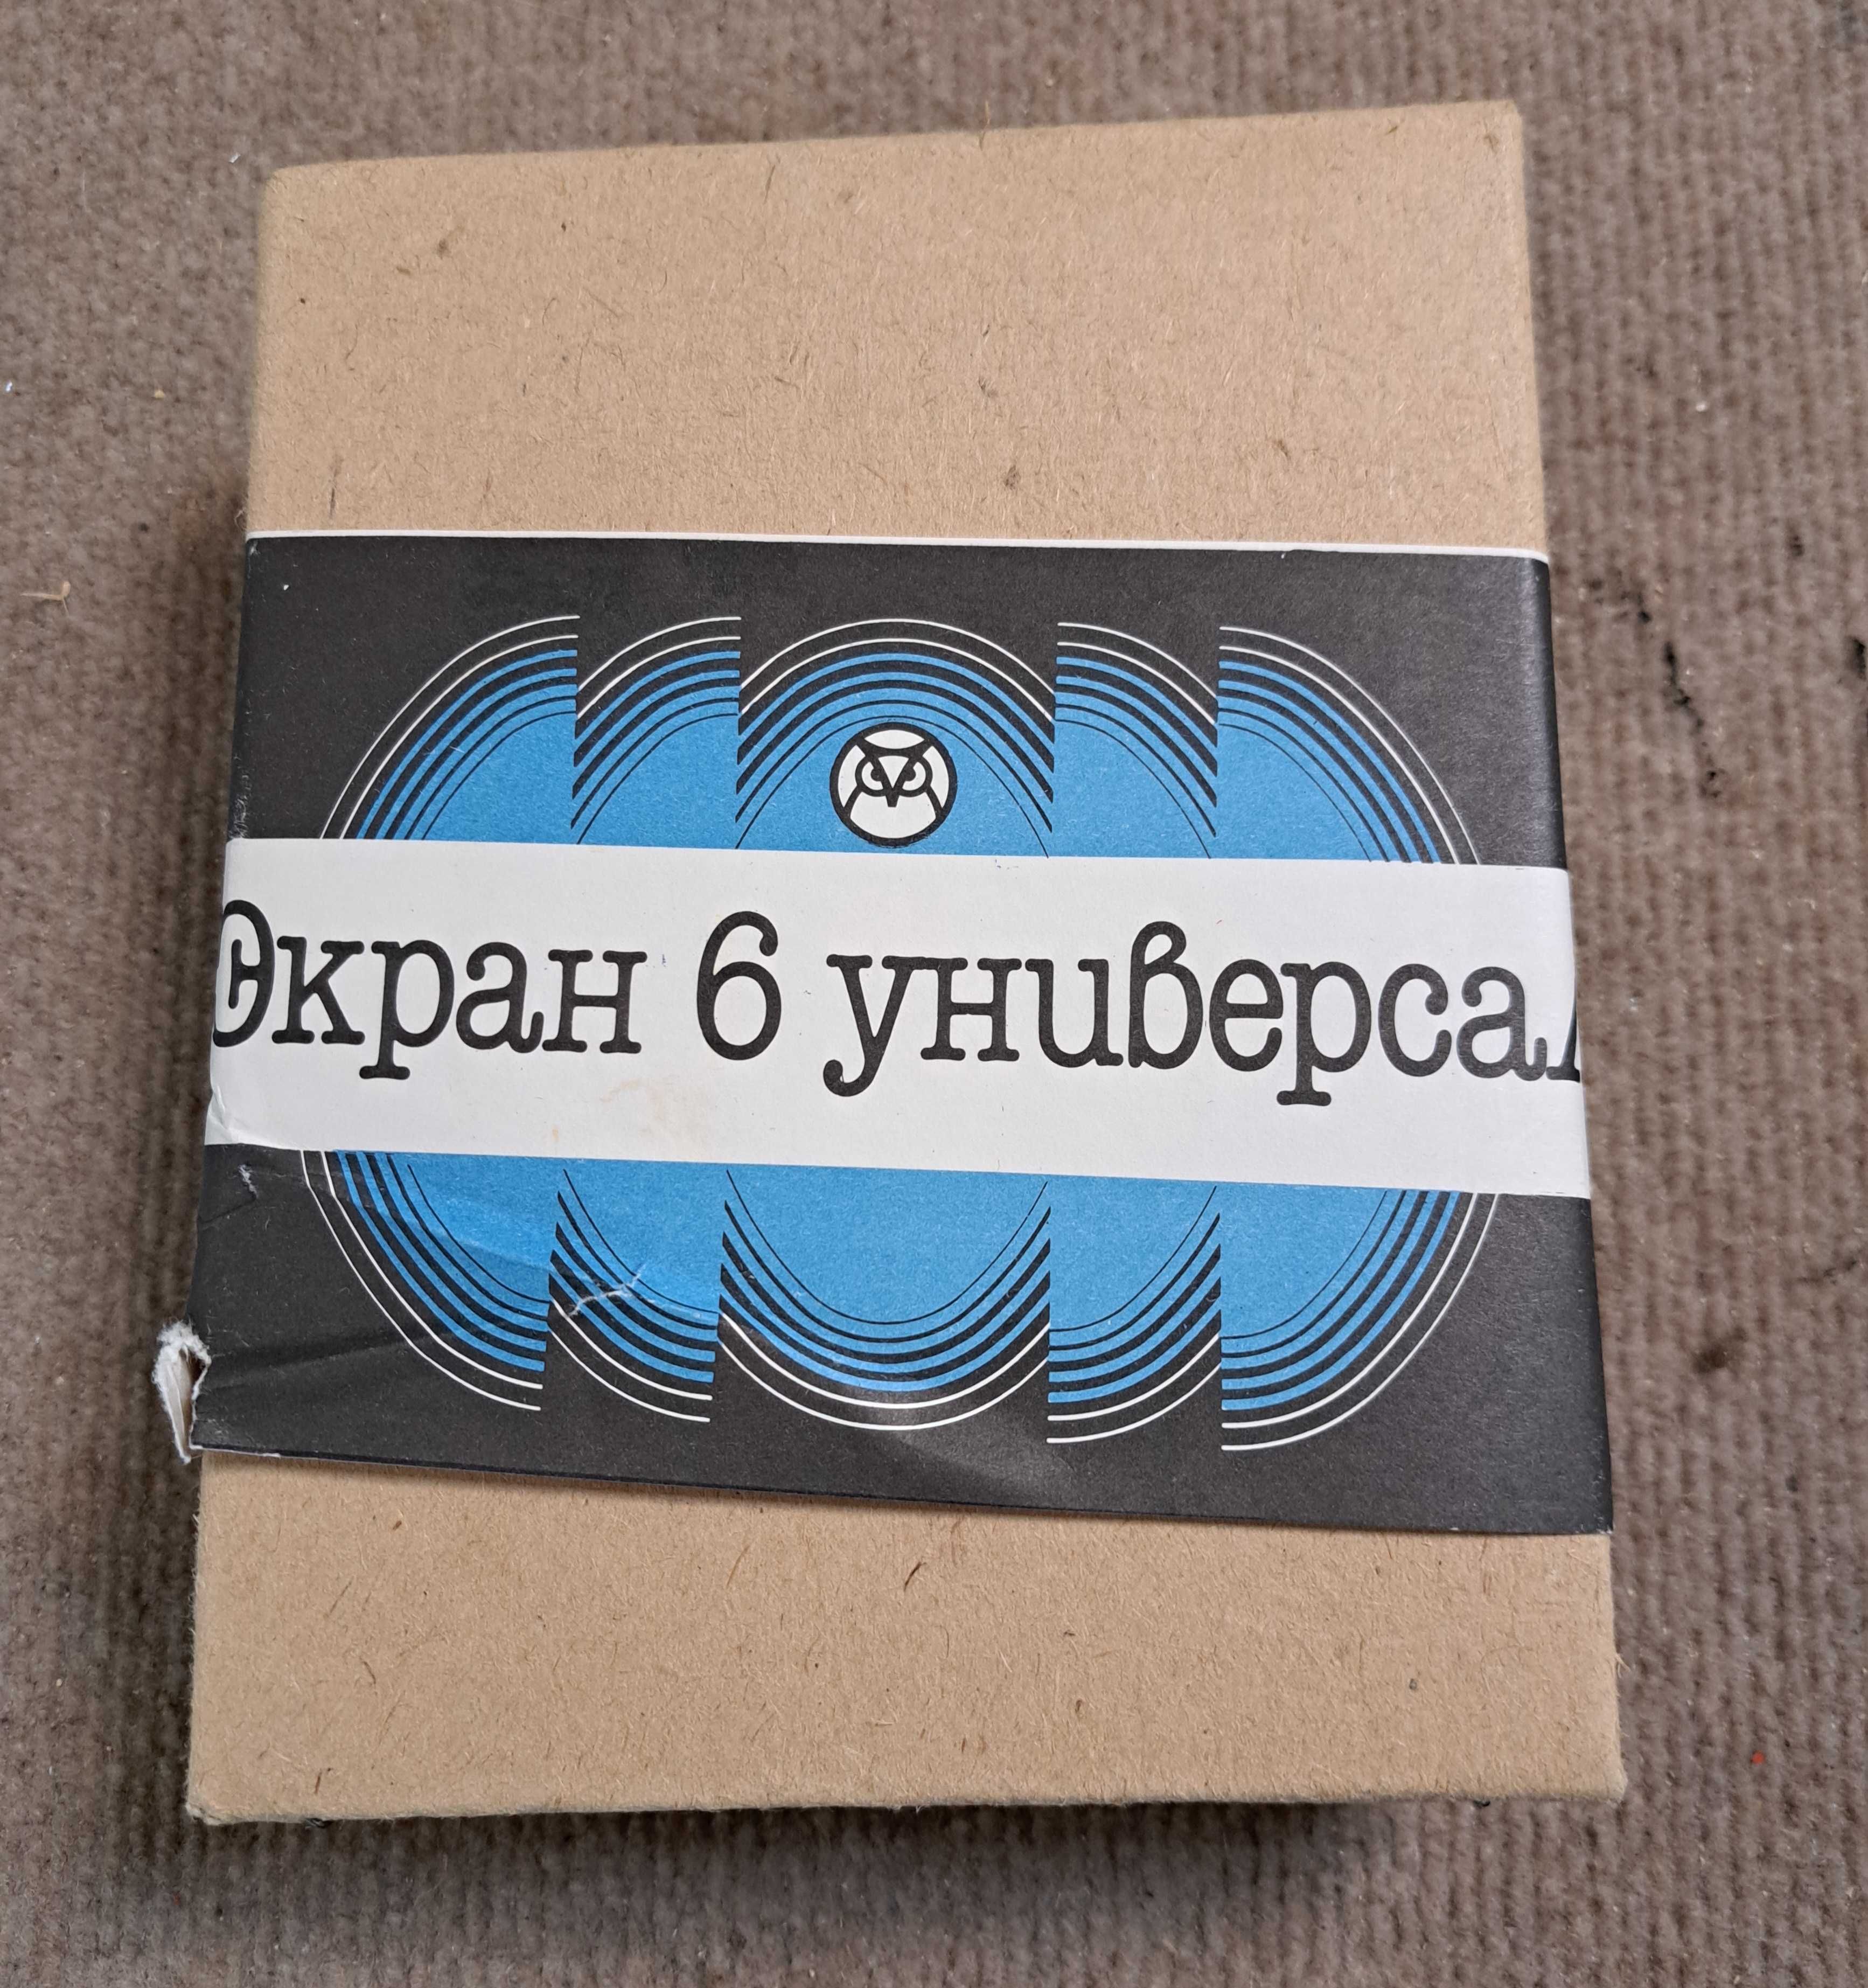 Экран 6 универсал